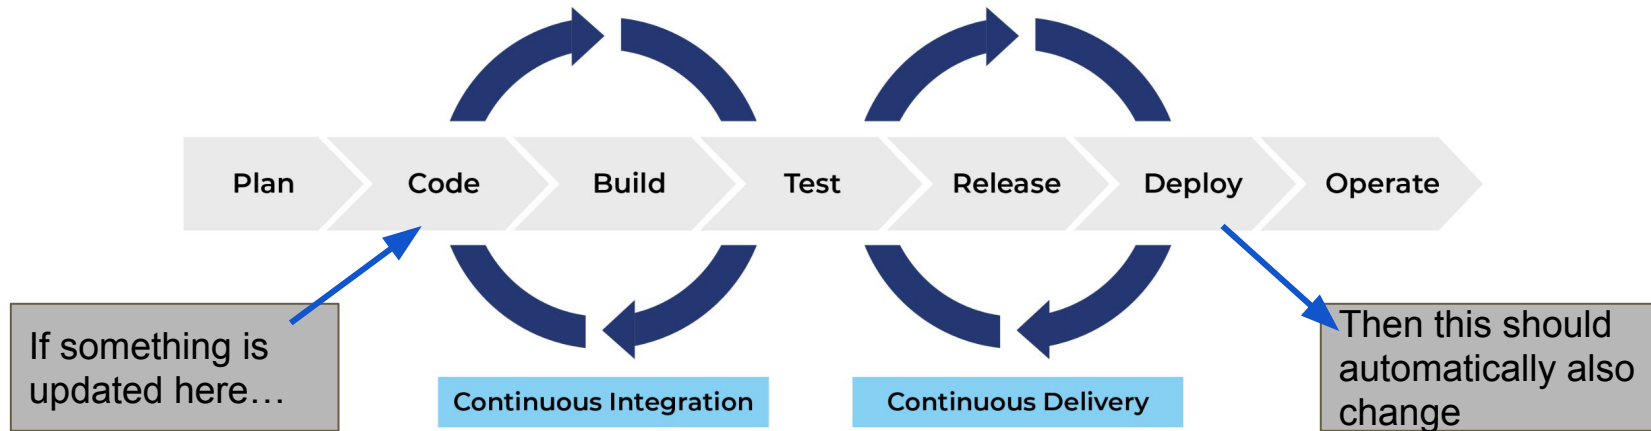 Plan
Code
Build
Test
Release
Deploy
Operate
If something is
updated here…
Then this should
automatically also
change
Continuous Integration
Continuous Delivery